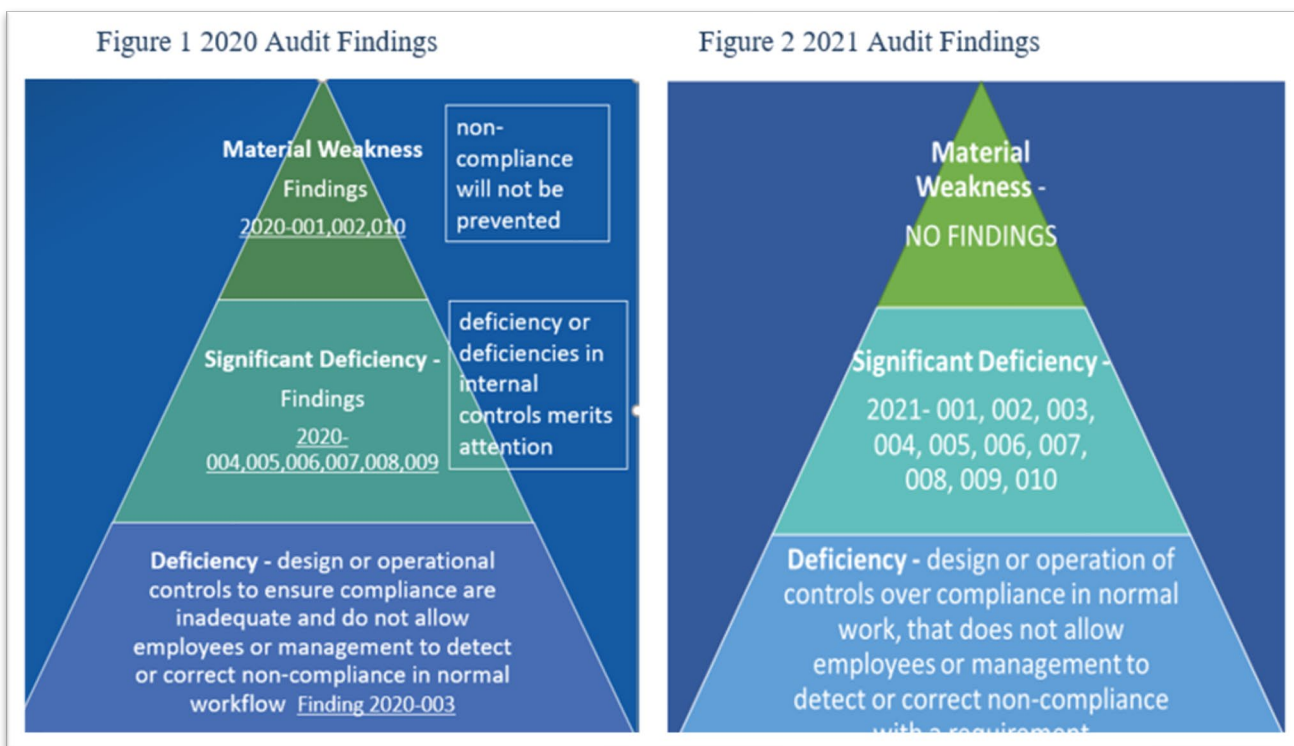 Figure 1 2020 Audit Findings
Material Weakness
Findings
2020-001,002,010
non-
compliance
will not be
prevented
Significant Deficiency -
Findings
2020-
004,005,006,007,008,009
deficiency or
deficiencies in
internal
controls merits
attention
Deficiency - design or operational
controls to ensure compliance are
inadequate and do not allow
employees or management to detect
or correct non-compliance in normal
workflow Finding 2020-003
Figure 2 2021 Audit Findings
Material
Weakness -
NO FINDINGS
Significant Deficiency -
2021- 001, 002, 003,
004, 005, 006, 007,
008, 009, 010
Deficiency - design or operation of
controls over compliance in normal
work, that does not allow
employees or management to
detect or correct non-compliance
with a requirement